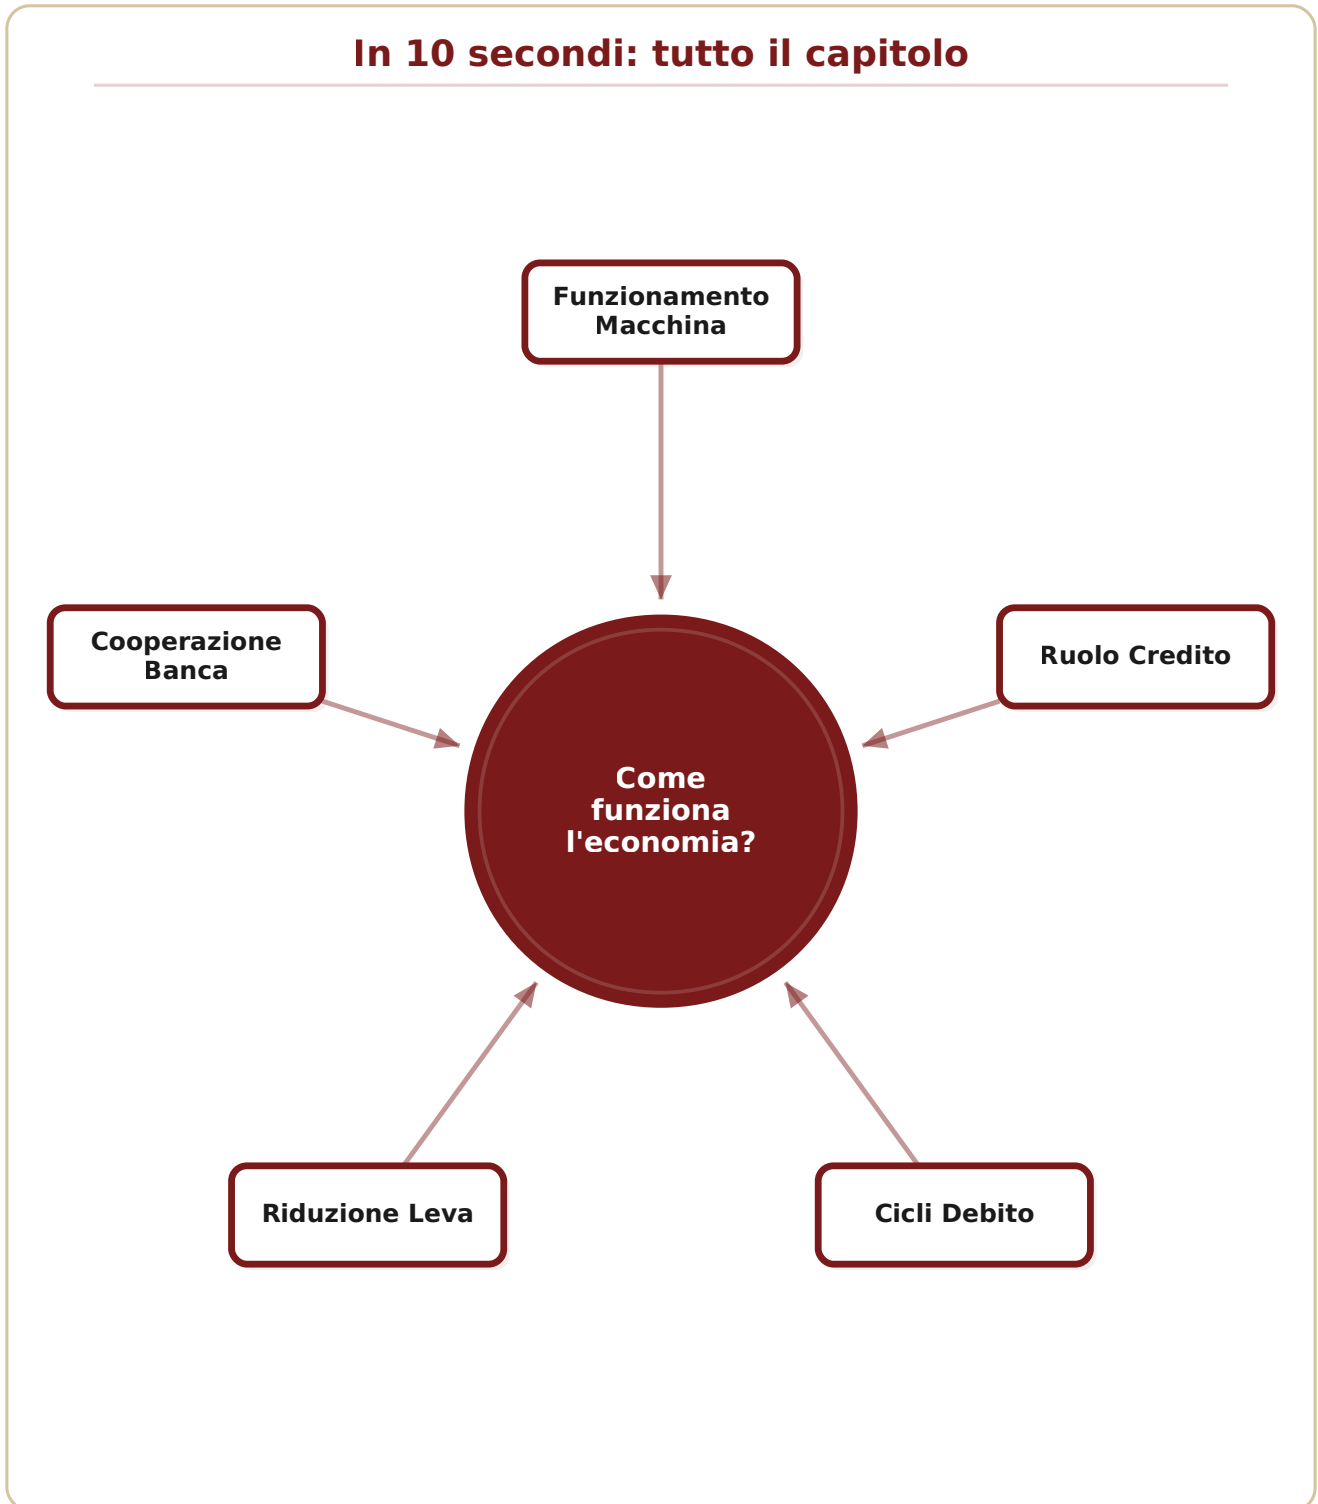 In 10 secondi: tutto il capitolo
Funzionamento
Macchina
Cooperazione
Banca
Ruolo Credito
Come
funziona
l'economia?
Riduzione Leva
Cicli Debito